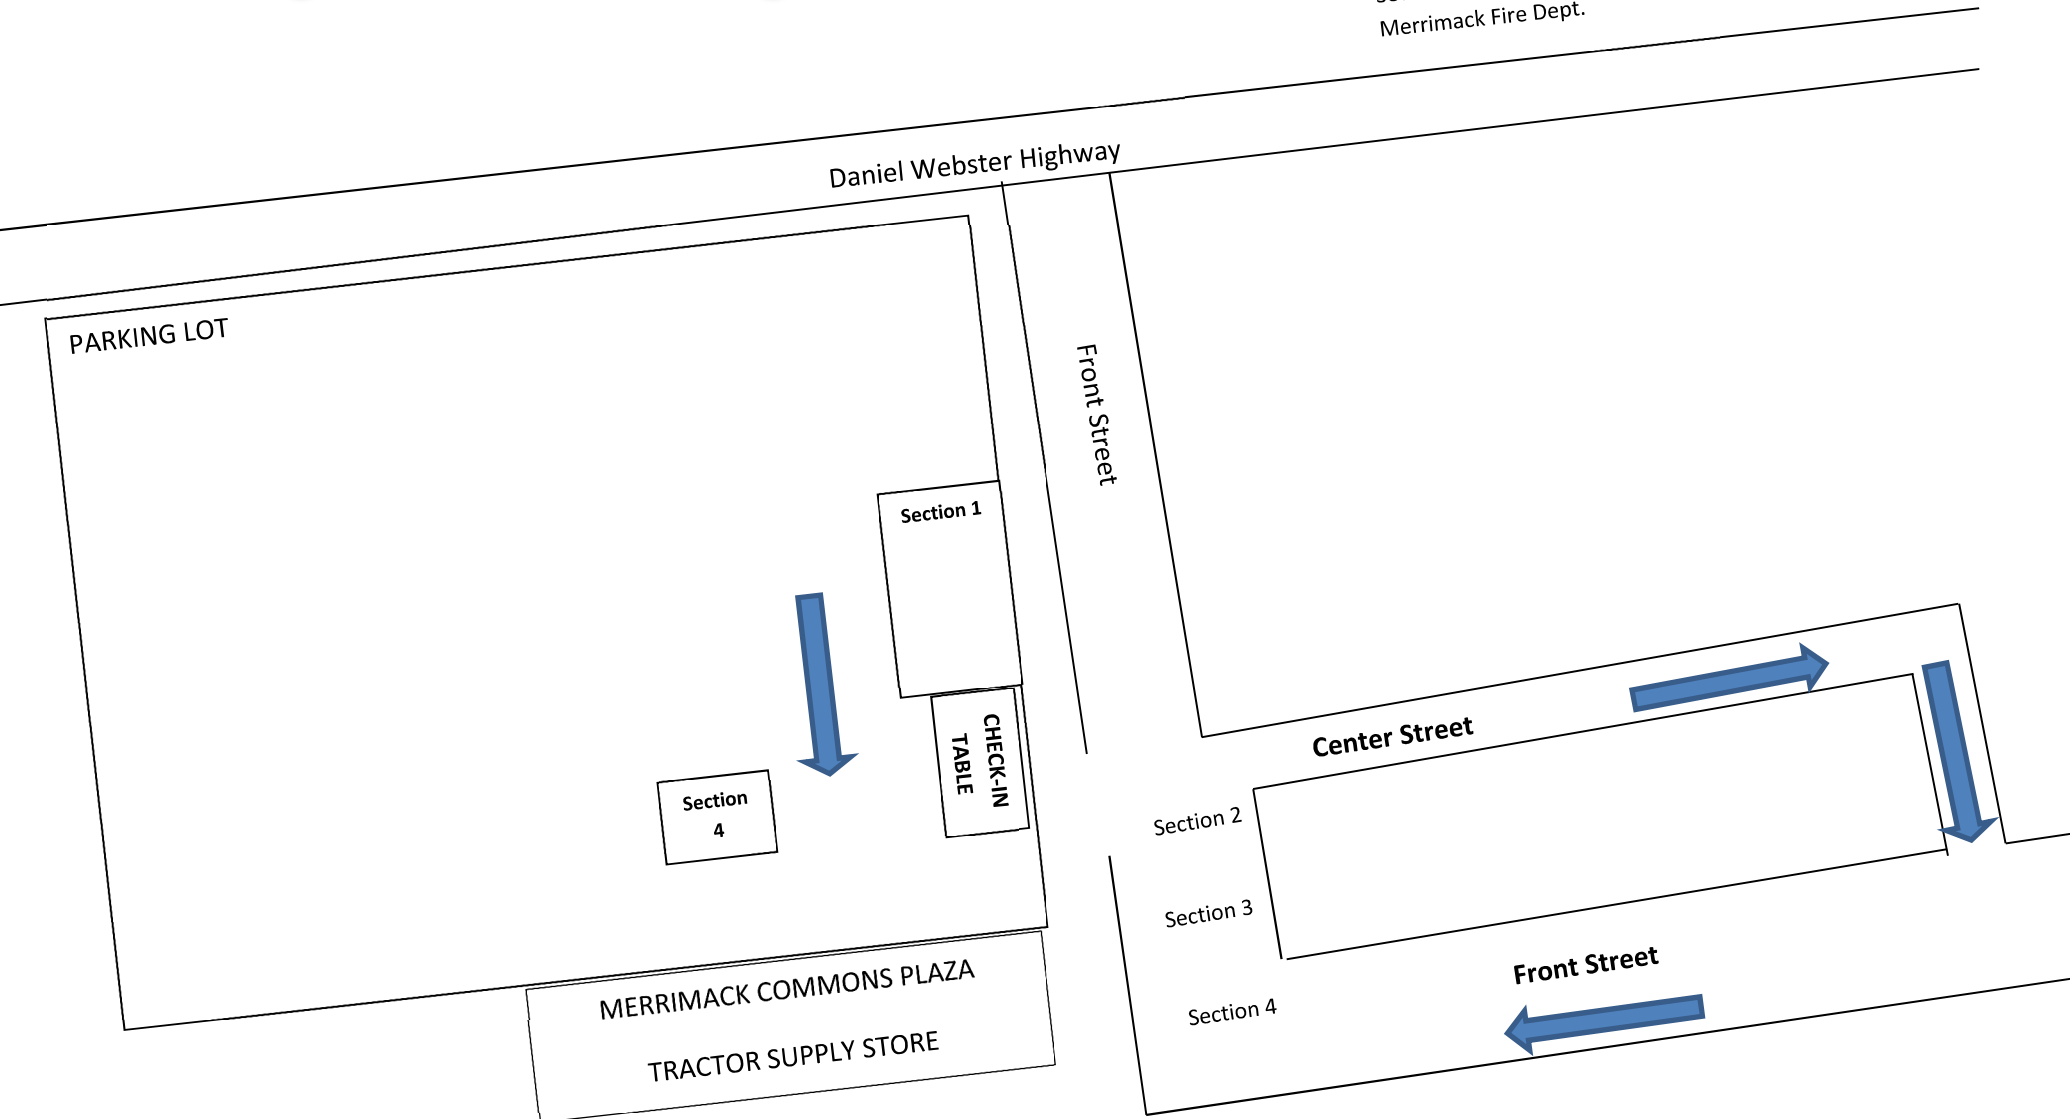 Merrimack Fire Dept.
Daniel Webster Highway
PARKING LOT
Front Street
Section 1
CHECK-IN
TABLE
Section
4
Center Street
Section 2
Section 3
Front Street
Section 4
MERRIMACK COMMONS PLAZA
TRACTOR SUPPLY STORE